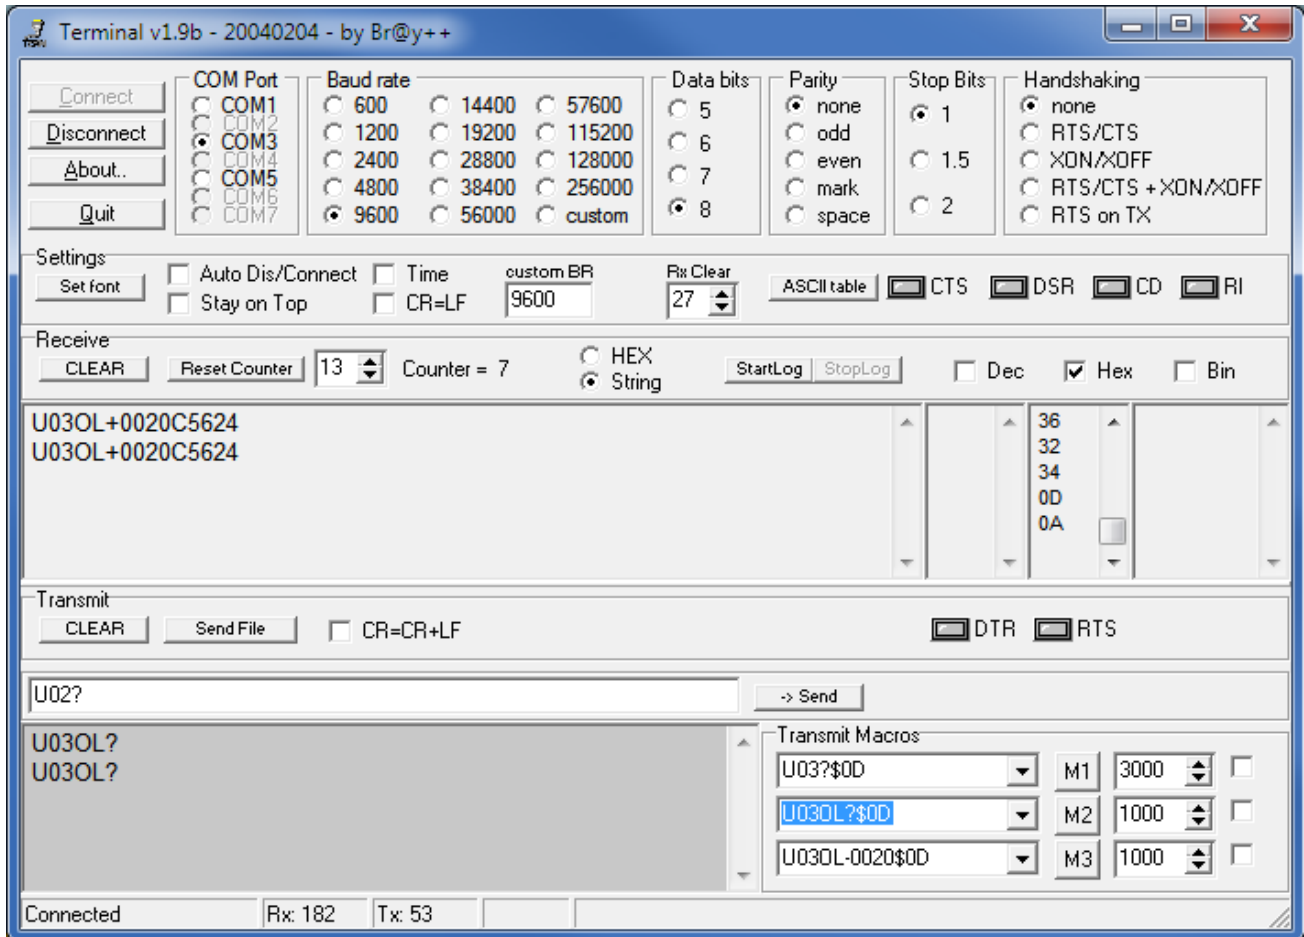 Terminal v1.9b - 20040204 - by Br@y++
Connect
Disconnect
About..
Quit
COM Port
COM1
COM2
COM3
COM4
COM5
COM6
COM7
Baud rate
600 14400 57600
1200 19200 115200
2400 28800 128000
4800 38400 256000
9600 56000 custom
Data bits
5
6
7
8
Parity
none
odd
even
mark
space
Stop Bits
1
1.5
2
Handshaking
none
RTS/CTS
XON/XOFF
RTS/CTS +XON/XOFF
RTS on TX
Settings
Set font
Auto Dis/Connect
Stay on Top
Time
CR=LF
custom BR
9600
Rx Clear
27
ASCII table
CTS DSR CD RI
Receive
CLEAR Reset Counter 13 Counter = 7
HEX
String
StartLog StopLog Dec Hex Bin
U03OL+0020C5624
U03OL+0020C5624
36
32
34
0D
0A
Transmit
CLEAR Send File CR=CR+LF DTR RTS
U02? -> Send
U03OL?
U03OL?
Transmit Macros
U03?$0D M1 3000
U03OL?$0D M2 1000
U03OL-0020$0D M3 1000
Connected Rx: 182 Tx: 53